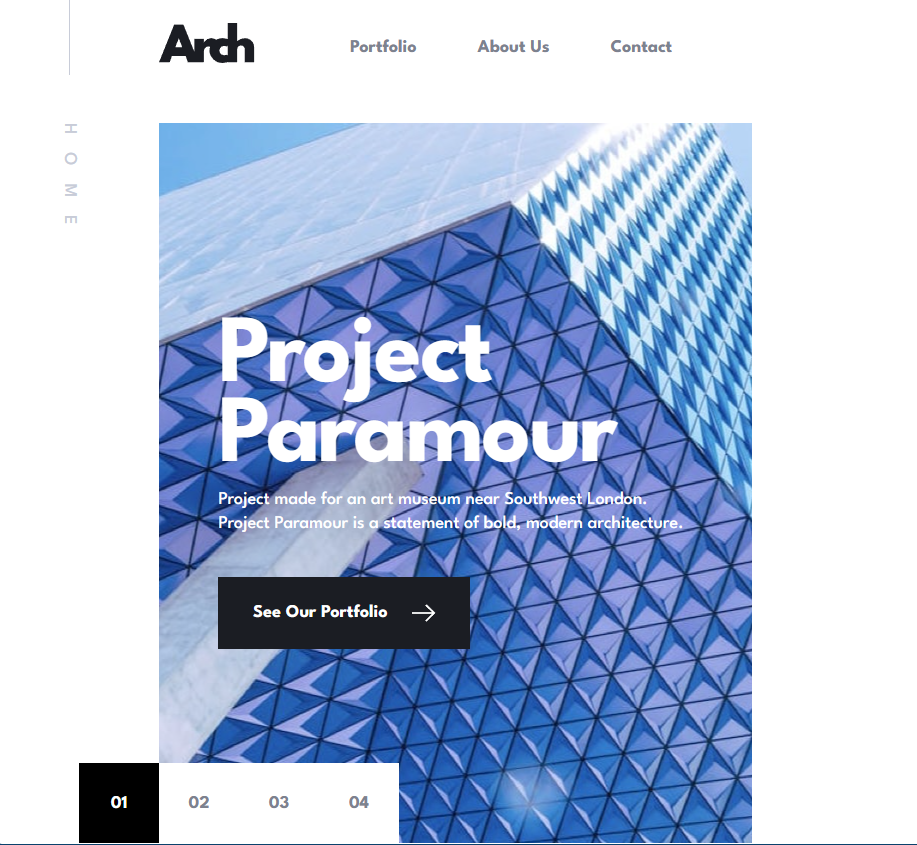 Arch
Portfolio
About Us
Contact
HOME
Project
Paramour
Project made for an art museum near Southwest London.
Project Paramour is a statement of bold, modern architecture.
See Our Portfolio
01
02
03
04